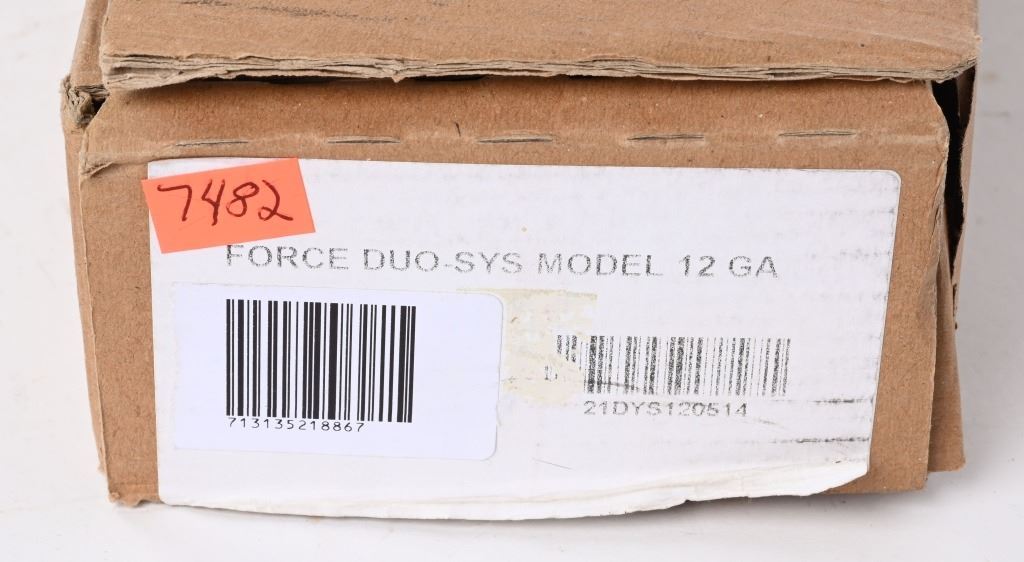 7482
FORCE DUO-SYS MODEL 12 GA
713135218867
21DYS120514